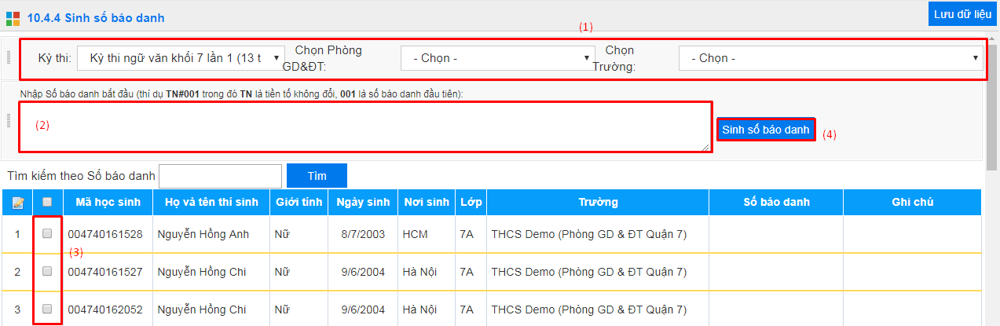 10.4.4 Sinh số báo danh
Lưu dữ liệu
(1)
Kỳ thi: Kỳ thi ngữ văn khối 7 lần 1 (13 t Chọn Phòng GD&ĐT: - Chọn - Chọn Trường: - Chọn -
Nhập Số báo danh bắt đầu (thí dụ TN#001 trong đó TN là tiền tố không đổi, 001 là số báo danh đầu tiên):
(2)
Sinh số báo danh (4)
Tìm kiếm theo Số báo danh Tìm
Mã học sinh Họ và tên thí sinh Giới tính Ngày sinh Nơi sinh Lớp Trường Số báo danh Ghi chú
1 004740161528 Nguyễn Hồng Anh Nữ 8/7/2003 HCM 7A THCS Demo (Phòng GD & ĐT Quận 7)
(3)
2 004740161527 Nguyễn Hồng Chi Nữ 9/6/2004 Hà Nội 7A THCS Demo (Phòng GD & ĐT Quận 7)
3 004740162052 Nguyễn Hồng Chi Nữ 9/6/2004 Hà Nội 7A THCS Demo (Phòng GD & ĐT Quận 7)